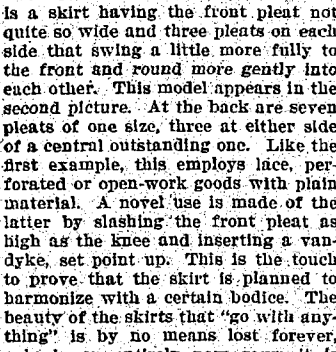 is a skirt having the front pleat not
quite so wide and three pleats on each
side that swing a little more fully to
the front and round more gently into
each other. This model appears in the
second picture. At the back are seven
pleats of one size, three at either side
of a central outstanding one. Like the
first example, this employs lace, per-
forated or open-work goods with plain
material. A novel use is made of the
latter by slashing the front pleat as
high as the knee and inserting a van-
dyke, set point up. This is the touch
to prove that the skirt is planned to
harmonize with a certain bodice. The
beauty of the skirts that "go with any-
thing" is by no means lost forever,